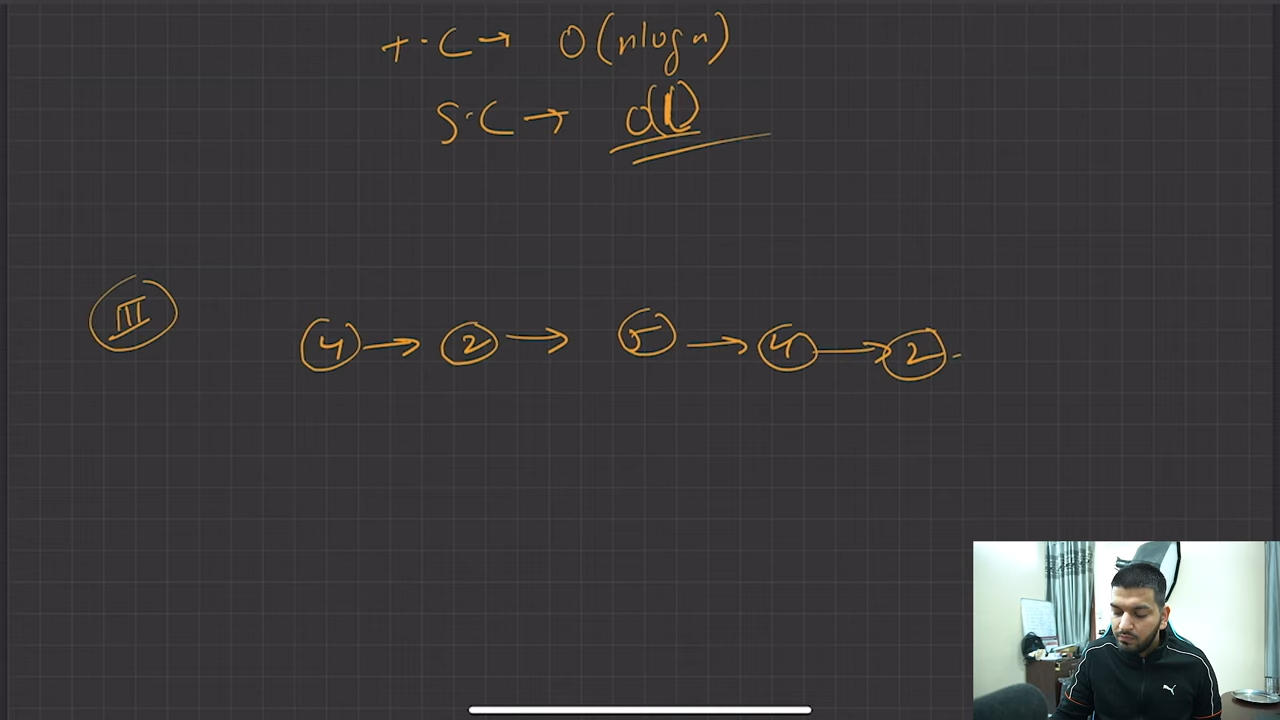 T.C → O(nlogn)
S.C → O(1)
III
4 → 2 → 5 → 4 → 2